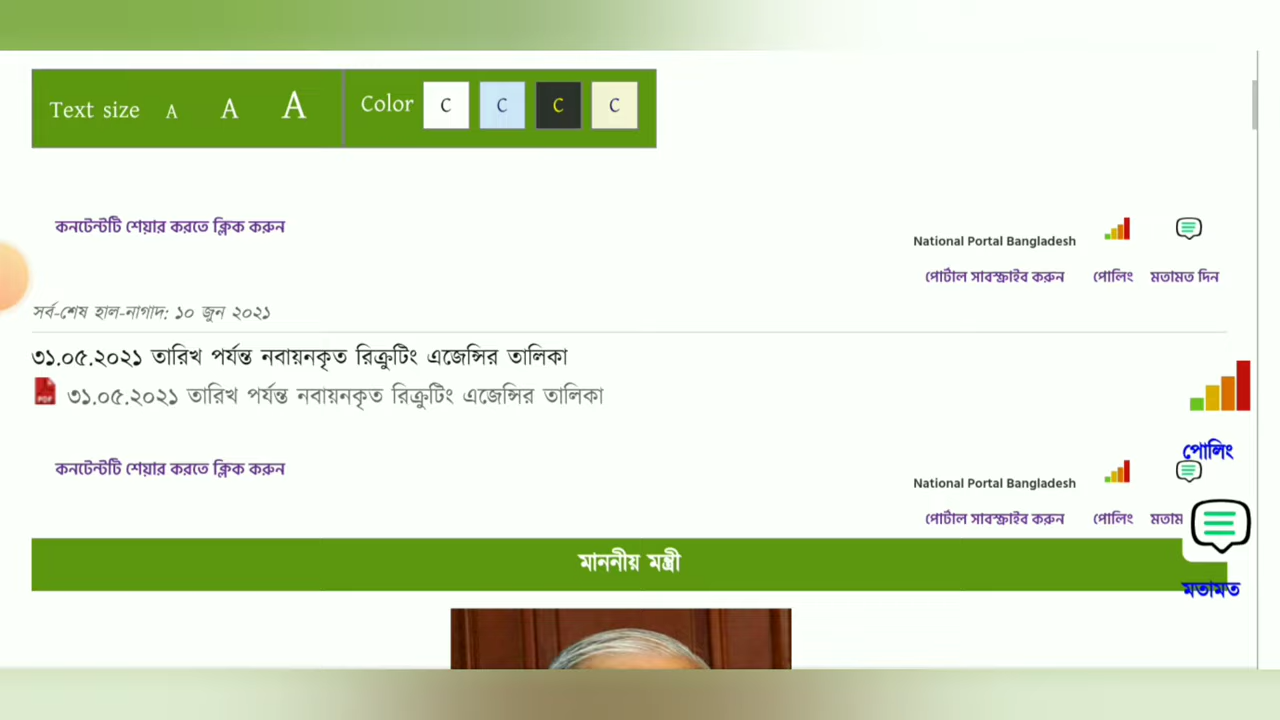 Text size A A A Color C C C C
কনটেন্টটি শেয়ার করতে ক্লিক করুন
National Portal Bangladesh
পোর্টাল সাবস্ক্রাইব করুন পোলিং মতামত দিন
সর্ব-শেষ হাল-নাগাদ: ১০ জুন ২০২১
৩১.০৫.২০২১ তারিখ পর্যন্ত নবায়নকৃত রিক্রুটিং এজেন্সির তালিকা
PDF ৩১.০৫.২০২১ তারিখ পর্যন্ত নবায়নকৃত রিক্রুটিং এজেন্সির তালিকা
পোলিং
কনটেন্টটি শেয়ার করতে ক্লিক করুন
National Portal Bangladesh
পোর্টাল সাবস্ক্রাইব করুন পোলিং মতাম
মাননীয় মন্ত্রী
মতামত